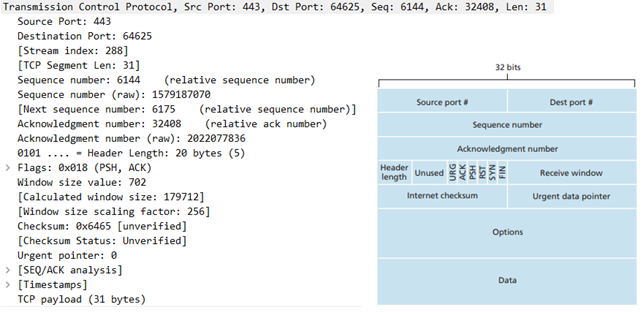 Transmission Control Protocol, Src Port: 443, Dst Port: 64625, Seq: 6144, Ack: 32408, Len: 31
Source Port: 443
Destination Port: 64625
[Stream index: 288]
[TCP Segment Len: 31]
Sequence number: 6144    (relative sequence number)
Sequence number (raw): 1579187070
[Next sequence number: 6175    (relative sequence number)]
Acknowledgment number: 32408    (relative ack number)
Acknowledgment number (raw): 2022077836
0101 .... = Header Length: 20 bytes (5)
> Flags: 0x018 (PSH, ACK)
Window size value: 702
[Calculated window size: 179712]
[Window size scaling factor: 256]
Checksum: 0x6465 [unverified]
[Checksum Status: Unverified]
Urgent pointer: 0
> [SEQ/ACK analysis]
> [Timestamps]
TCP payload (31 bytes)
32 bits
Source port # Dest port #
Sequence number
Acknowledgment number
Header length Unused URG ACK PSH RST SYN FIN Receive window
Internet checksum Urgent data pointer
Options
Data